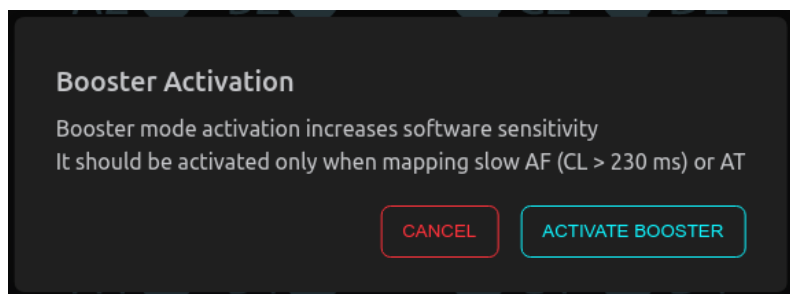 Booster Activation
Booster mode activation increases software sensitivity
It should be activated only when mapping slow AF (CL > 230 ms) or AT
CANCEL
ACTIVATE BOOSTER